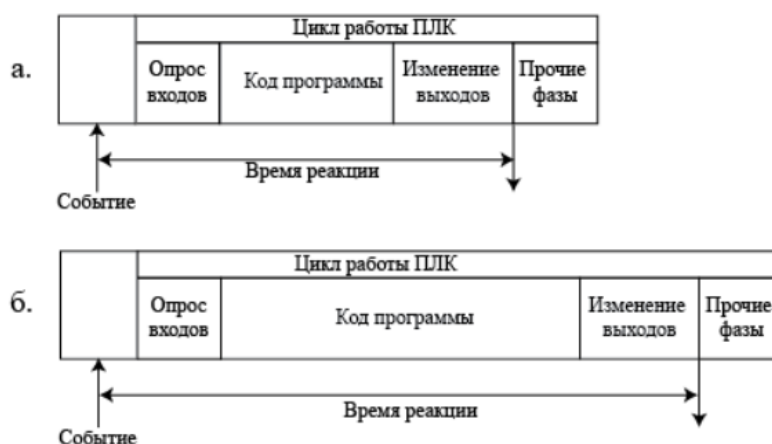 а.
Цикл работы ПЛК
Опрос входов
Код программы
Изменение выходов
Прочие фазы
Время реакции
Событие
б.
Цикл работы ПЛК
Опрос входов
Код программы
Изменение выходов
Прочие фазы
Время реакции
Событие